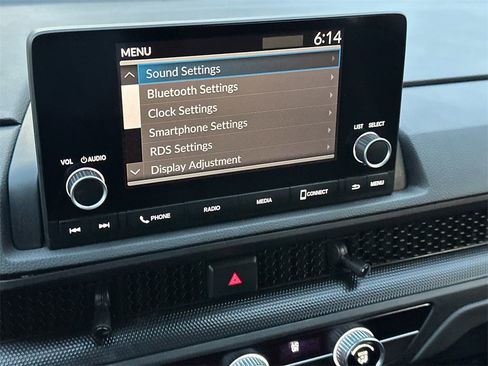 MENU 6:14
Sound Settings
Bluetooth Settings
Clock Settings
Smartphone Settings
RDS Settings
Display Adjustment
VOL AUDIO
LIST SELECT
PHONE RADIO MEDIA CONNECT MENU